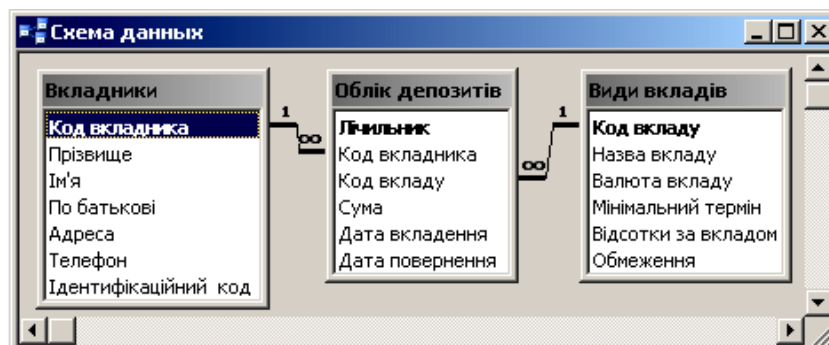 Схема данных
Вкладники
Код вкладника
Прізвище
Ім'я
По батькові
Адреса
Телефон
Ідентифікаційний код
1
∞
Облік депозитів
Лічильник
Код вкладника
Код вкладу
Сума
Дата вкладення
Дата повернення
1
∞
Види вкладів
Код вкладу
Назва вкладу
Валюта вкладу
Мінімальний термін
Відсотки за вкладом
Обмеження